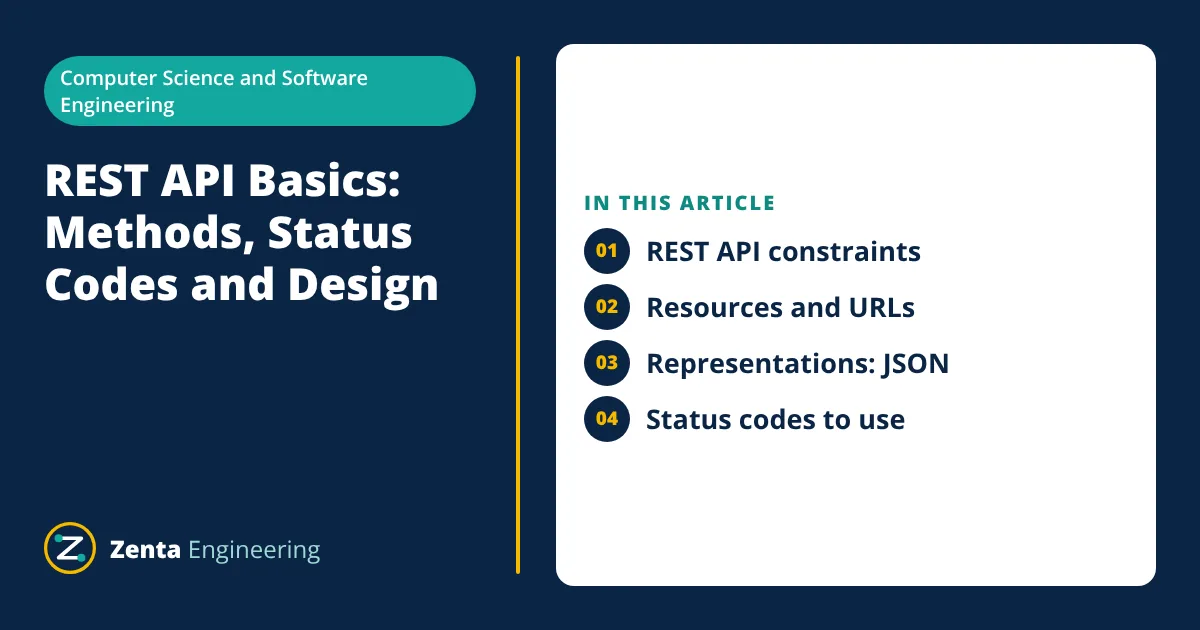 Computer Science and Software
Engineering
REST API Basics:
Methods, Status
Codes and Design
Zenta Engineering
IN THIS ARTICLE
01 REST API constraints
02 Resources and URLs
03 Representations: JSON
04 Status codes to use